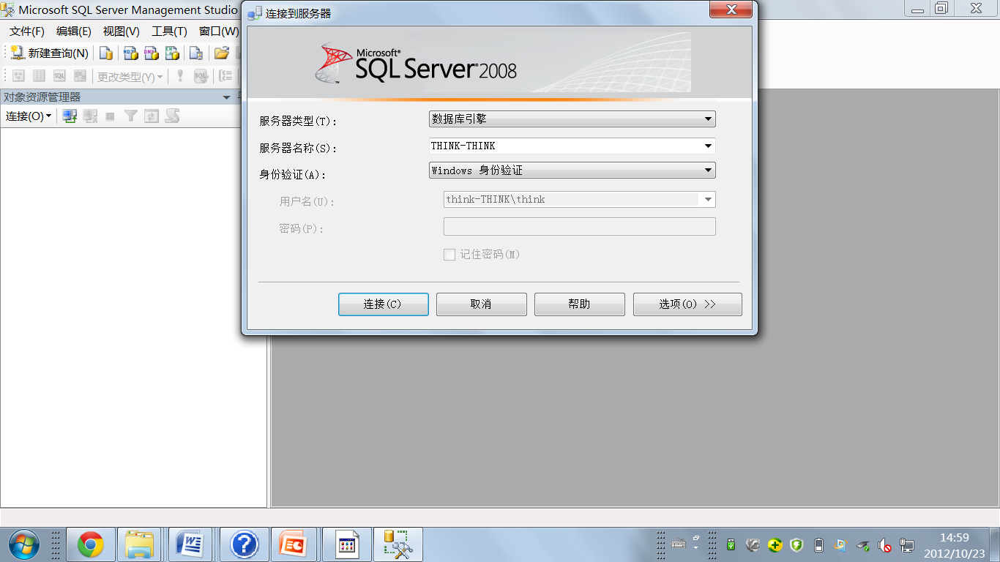 Microsoft SQL Server Management Studio
文件(F) 编辑(E) 视图(V) 工具(T) 窗口(W)
新建查询(N)
更改类型(Y)
对象资源管理器
连接(O)
连接到服务器
Microsoft®
SQL Server® 2008
服务器类型(T):
数据库引擎
服务器名称(S):
THINK-THINK
身份验证(A):
Windows 身份验证
用户名(U):
think-THINK\think
密码(P):
记住密码(M)
连接(C) 取消 帮助 选项(O) >>
14:59
2012/10/23